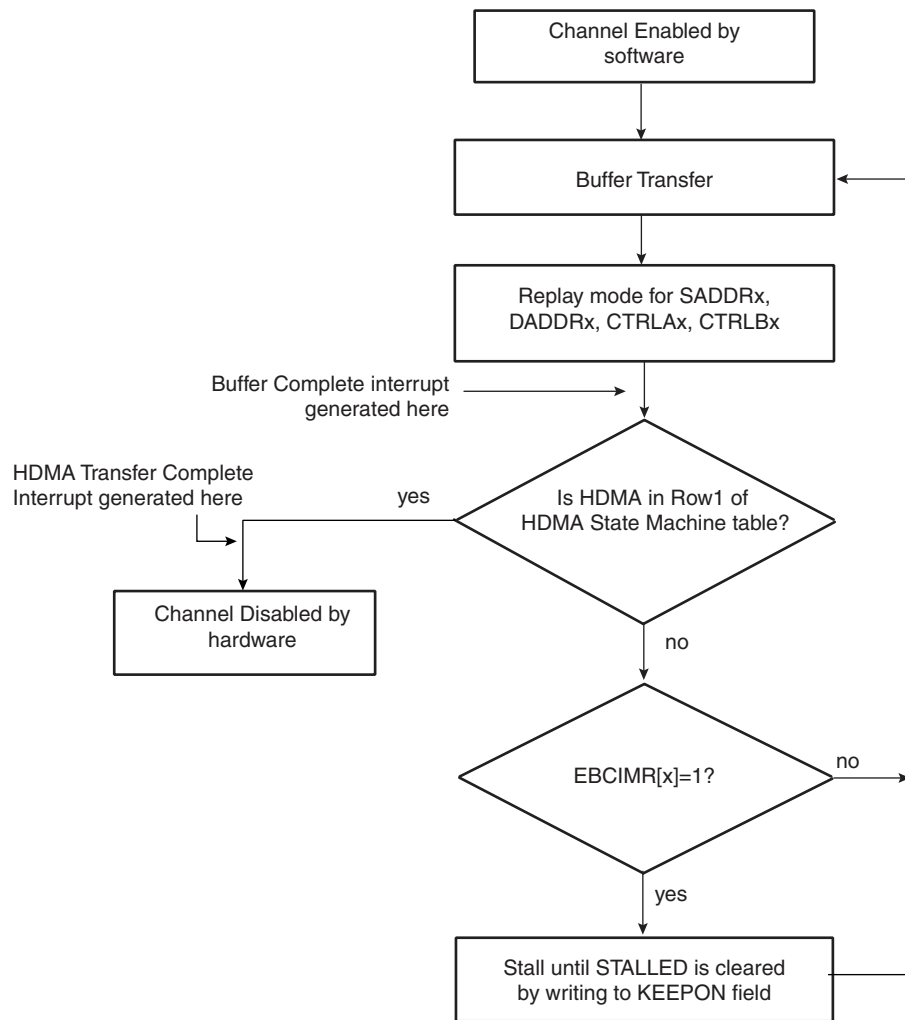 Channel Enabled by
software
Buffer Transfer
Replay mode for SADDRx,
DADDRx, CTRLAx, CTRLBx
Buffer Complete interrupt
generated here
HDMA Transfer Complete
Interrupt generated here
yes
Is HDMA in Row1 of
HDMA State Machine table?
Channel Disabled by
hardware
no
EBCIMR[x]=1?
no
yes
Stall until STALLED is cleared
by writing to KEEPON field